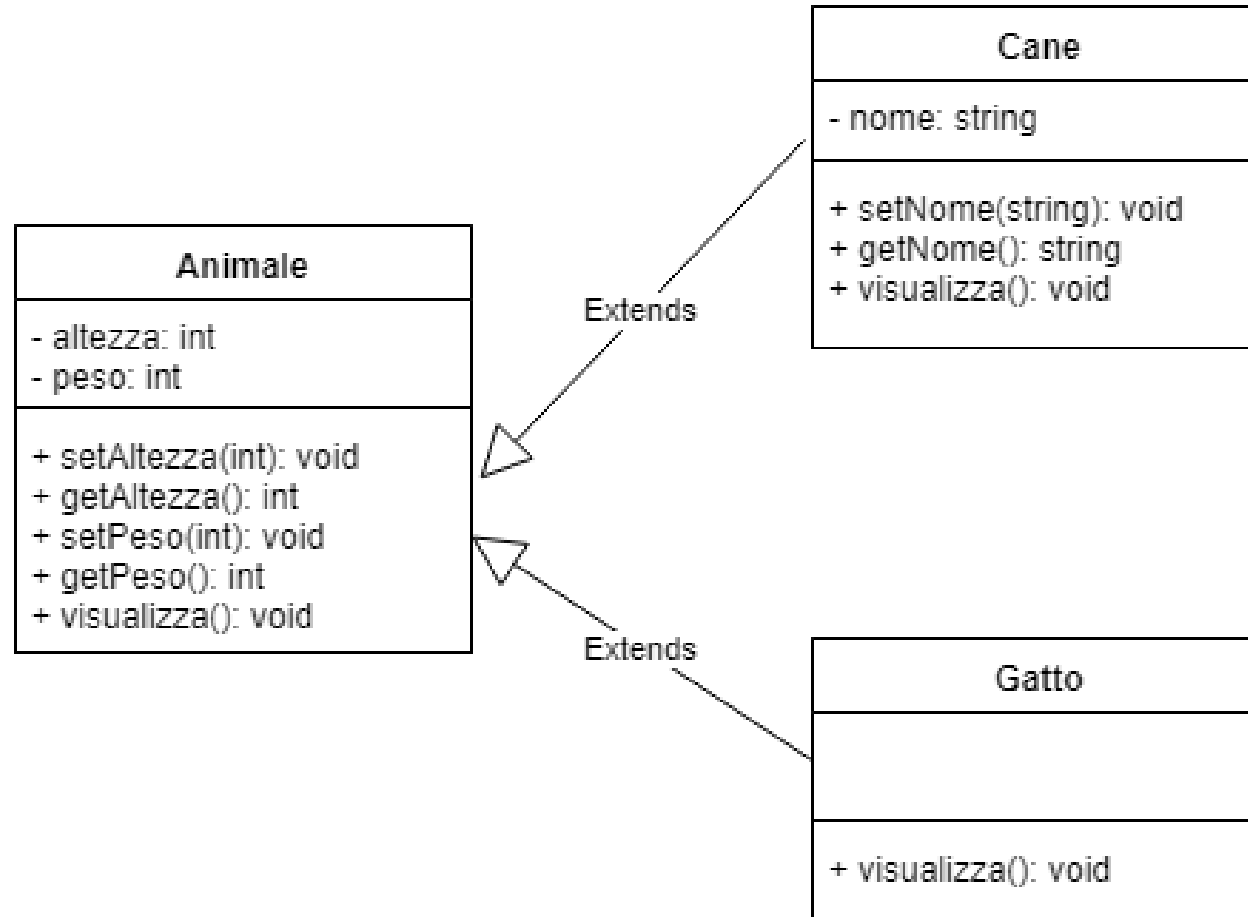 Animale
- altezza: int
- peso: int
+ setAltezza(int): void
+ getAltezza(): int
+ setPeso(int): void
+ getPeso(): int
+ visualizza(): void
Extends
Extends
Cane
- nome: string
+ setNome(string): void
+ getNome(): string
+ visualizza(): void
Gatto
+ visualizza(): void